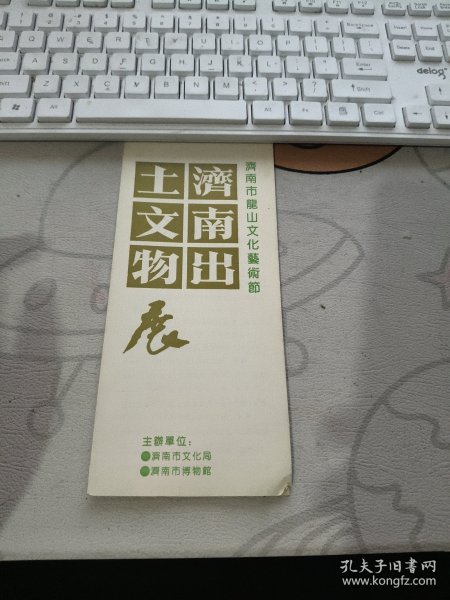 濟南市龍山文化藝術節
濟南出
土文物
展
主辦單位：
●濟南市文化局
●濟南市博物館
delog
孔夫子旧书网
www.kongfz.com